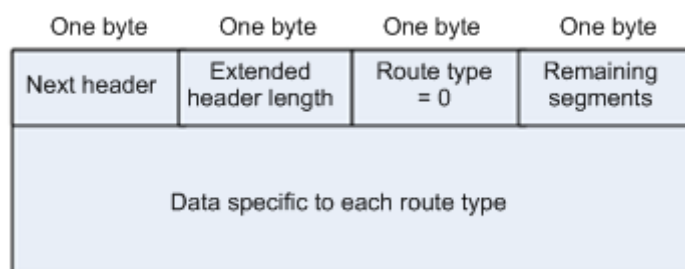 One byte One byte One byte One byte
Next header Extended header length Route type = 0 Remaining segments
Data specific to each route type